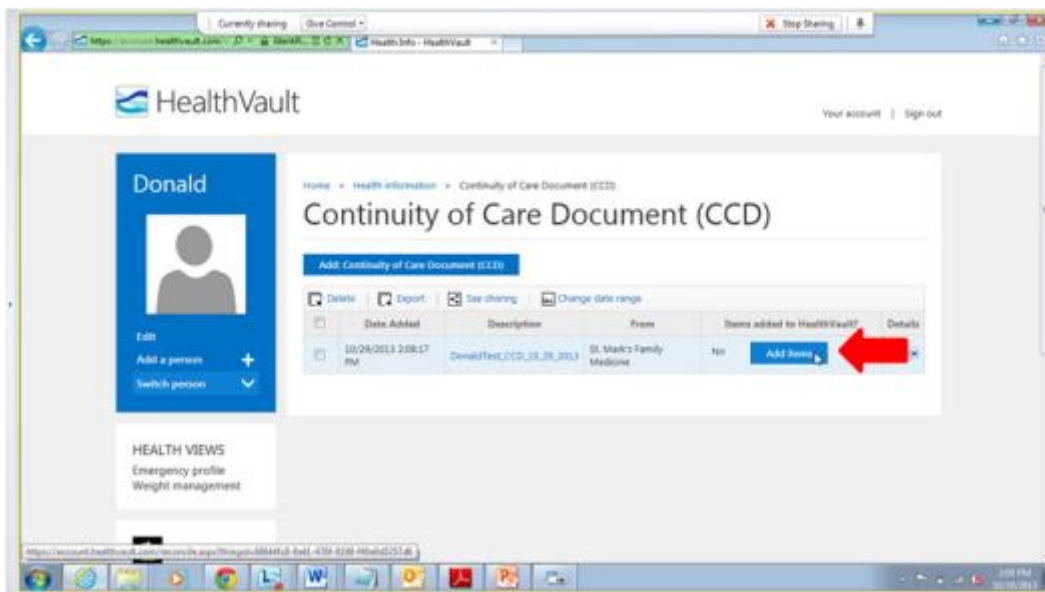 Currently sharing Give Control
Stop Sharing
https healthvault.com Identifi... Health Info - HealthVault
HealthVault
Your account | Sign out
Donald
Edit
Add a person +
Switch person
HEALTH VIEWS
Emergency profile
Weight management
Home Health information Continuity of Care Document (CCD)
Continuity of Care Document (CCD)
Add: Continuity of Care Document (CCD)
Delete Export See sharing Change date range
Date Added Description From Items added to HealthVault? Details
10/29/2013 2:08:17 PM DonaldTest_CCD_10_29_2013 St. Mark's Family Medicine No Add Items